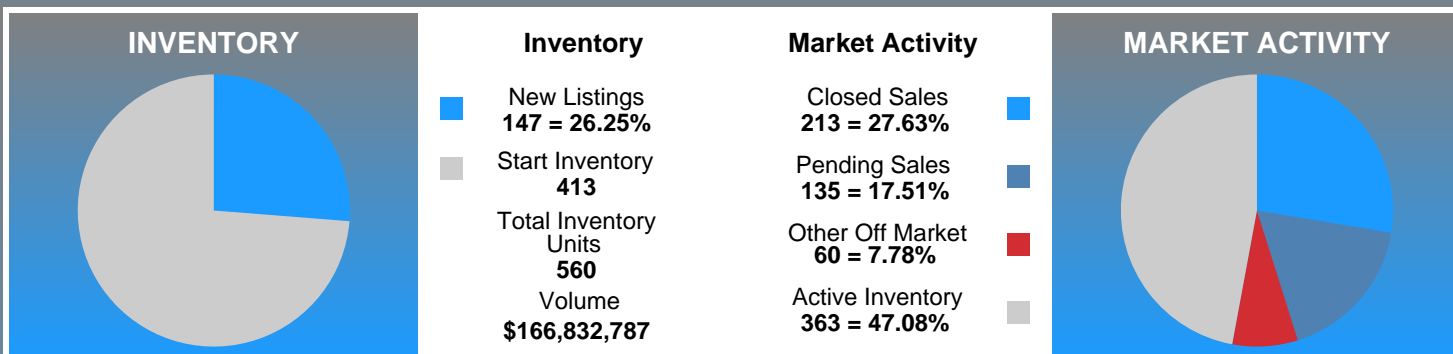 INVENTORY
Inventory
New Listings
147 = 26.25%
Start Inventory
413
Total Inventory
Units
560
Volume
$166,832,787
Market Activity
Closed Sales
213 = 27.63%
Pending Sales
135 = 17.51%
Other Off Market
60 = 7.78%
Active Inventory
363 = 47.08%
MARKET ACTIVITY